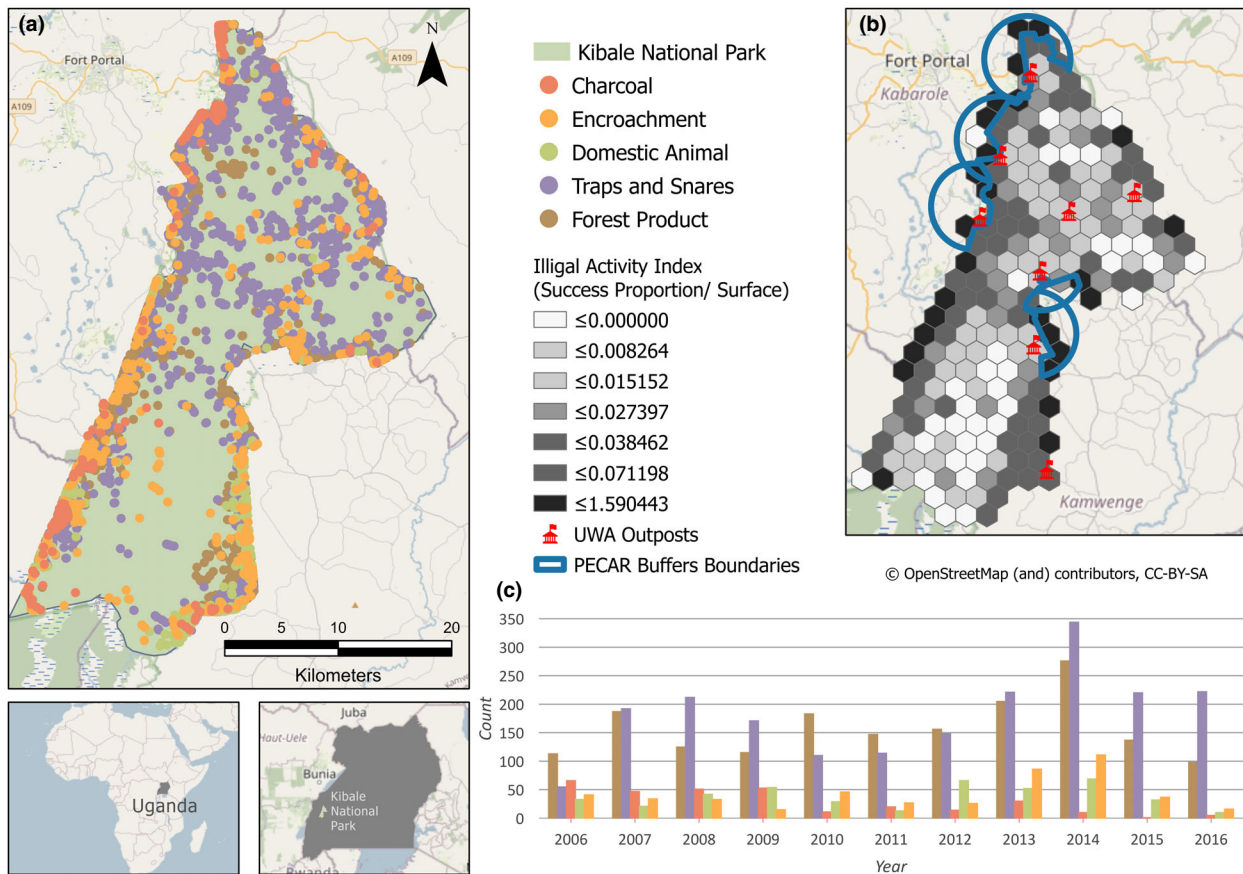 (a)
N
Fort Portal
A109
A109
0 5 10 20
Kilometers
Kibale National Park
Charcoal
Encroachment
Domestic Animal
Traps and Snares
Forest Product
Illigal Activity Index
(Success Proportion/ Surface)
≤0.000000
≤0.008264
≤0.015152
≤0.027397
≤0.038462
≤0.071198
≤1.590443
UWA Outposts
PECAR Buffers Boundaries
(b)
Fort Portal
Kabarole
A109
Kamwenge
© OpenStreetMap (and) contributors, CC-BY-SA
Uganda
Juba
Haut-Uele
Bunia
Kibale
National
Park
Rwanda
(c)
350
300
250
200
150
100
50
0
Count
2006 2007 2008 2009 2010 2011 2012 2013 2014 2015 2016
Year